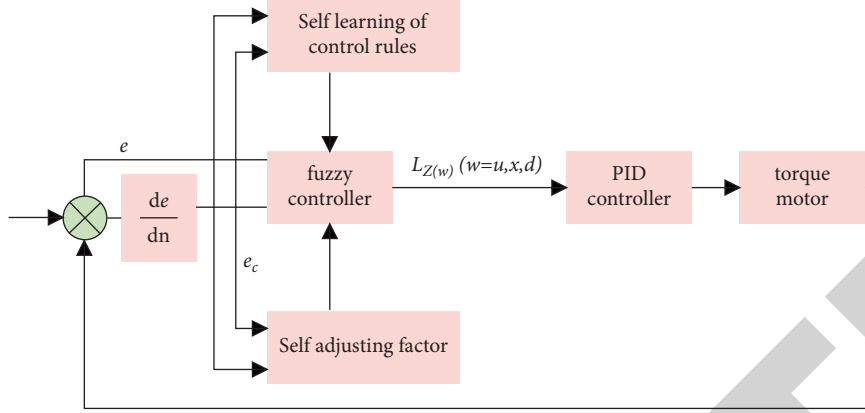 Self learning of
control rules
e
fuzzy
controller
L_{Z(w)} (w=u,x,d)
PID
controller
torque
motor
de
dn
e_c
Self adjusting factor